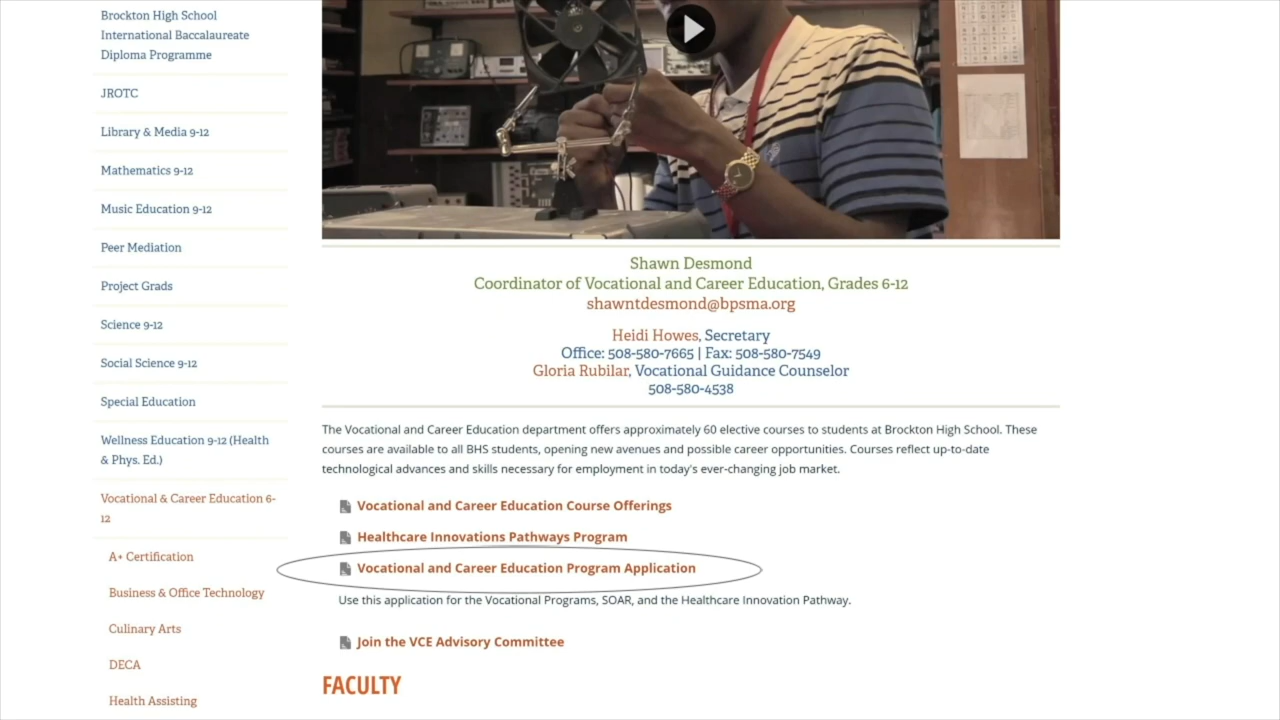 Brockton High School
International Baccalaureate
Diploma Programme
JROTC
Library & Media 9-12
Mathematics 9-12
Music Education 9-12
Peer Mediation
Project Grads
Science 9-12
Social Science 9-12
Special Education
Wellness Education 9-12 (Health
& Phys. Ed.)
Vocational & Career Education 6-
12
A+ Certification
Business & Office Technology
Culinary Arts
DECA
Health Assisting
Shawn Desmond
Coordinator of Vocational and Career Education, Grades 6-12
shawntdesmond@bpsma.org
Heidi Howes, Secretary
Office: 508-580-7665 | Fax: 508-580-7549
Gloria Rubilar, Vocational Guidance Counselor
508-580-4538
The Vocational and Career Education department offers approximately 60 elective courses to students at Brockton High School. These
courses are available to all BHS students, opening new avenues and possible career opportunities. Courses reflect up-to-date
technological advances and skills necessary for employment in today's ever-changing job market.
Vocational and Career Education Course Offerings
Healthcare Innovations Pathways Program
Vocational and Career Education Program Application
Use this application for the Vocational Programs, SOAR, and the Healthcare Innovation Pathway.
Join the VCE Advisory Committee
FACULTY